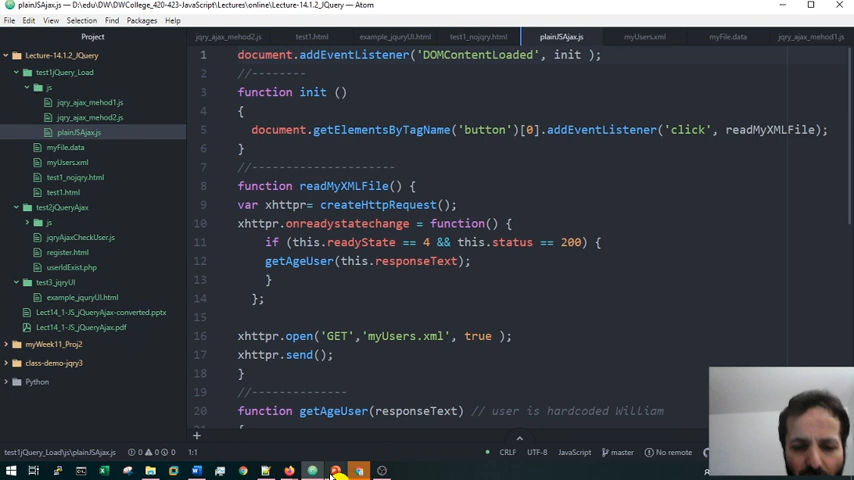 plainJSAjax.js — D:\edu\DW\DWCollege_420-423-JavaScript\Lectures\online\Lecture-14.1.2_JQuery — Atom
File Edit View Selection Find Packages Help
Project
jqry_ajax_mehod2.js test1.html example_jquryUI.html test1_nojqry.html plainJSAjax.js myUsers.xml myFile.data jqry_ajax_mehod1.js
Lecture-14.1.2_JQuery
test1jQuery_Load
js
jqry_ajax_mehod1.js
jqry_ajax_mehod2.js
plainJSAjax.js
myFile.data
myUsers.xml
test1_nojqry.html
test1.html
test2jQueryAjax
js
jqryAjaxCheckUser.js
register.html
userIdExist.php
test3_jqryUI
example_jquryUI.html
Lect14_1-JS_jQueryAjax-converted.pptx
Lect14_1-JS_jQueryAjax.pdf
myWeek11_Proj2
class-demo-jqry3
Python
1 document.addEventListener('DOMContentLoaded', init );
2 //--------
3 function init ()
4 {
5 document.getElementsByTagName('button')[0].addEventListener('click', readMyXMLFile);
6 }
7 //---------------------
8 function readMyXMLFile() {
9 var xhttpr= createHttpRequest();
10 xhttpr.onreadystatechange = function() {
11 if (this.readyState == 4 && this.status == 200) {
12 getAgeUser(this.responseText);
13 }
14 };
15
16 xhttpr.open('GET','myUsers.xml', true );
17 xhttpr.send();
18 }
19 //--------------
20 function getAgeUser(responseText) // user is hardcoded William
21 {
test1jQuery_Load\js\plainJSAjax.js 0 0 0 1:1 CRLF UTF-8 JavaScript master No remote